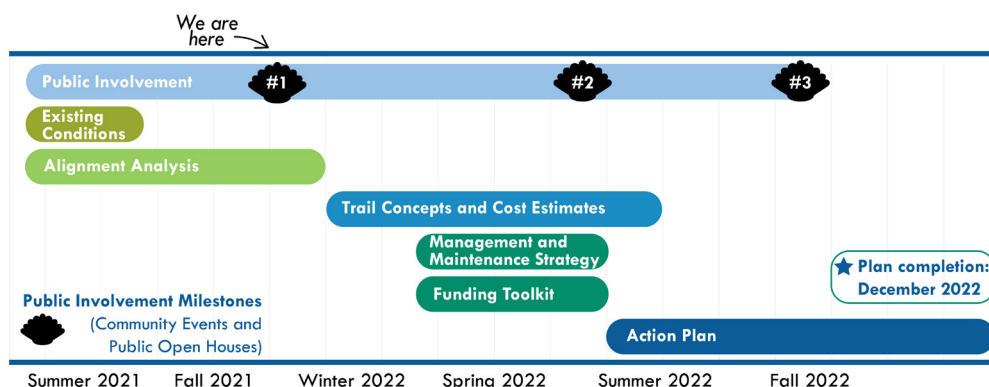 We are
here
Public Involvement
#1
#2
#3
Existing
Conditions
Alignment Analysis
Trail Concepts and Cost Estimates
Management and
Maintenance Strategy
Funding Toolkit
Plan completion:
December 2022
Public Involvement Milestones
(Community Events and
Public Open Houses)
Action Plan
Summer 2021
Fall 2021
Winter 2022
Spring 2022
Summer 2022
Fall 2022